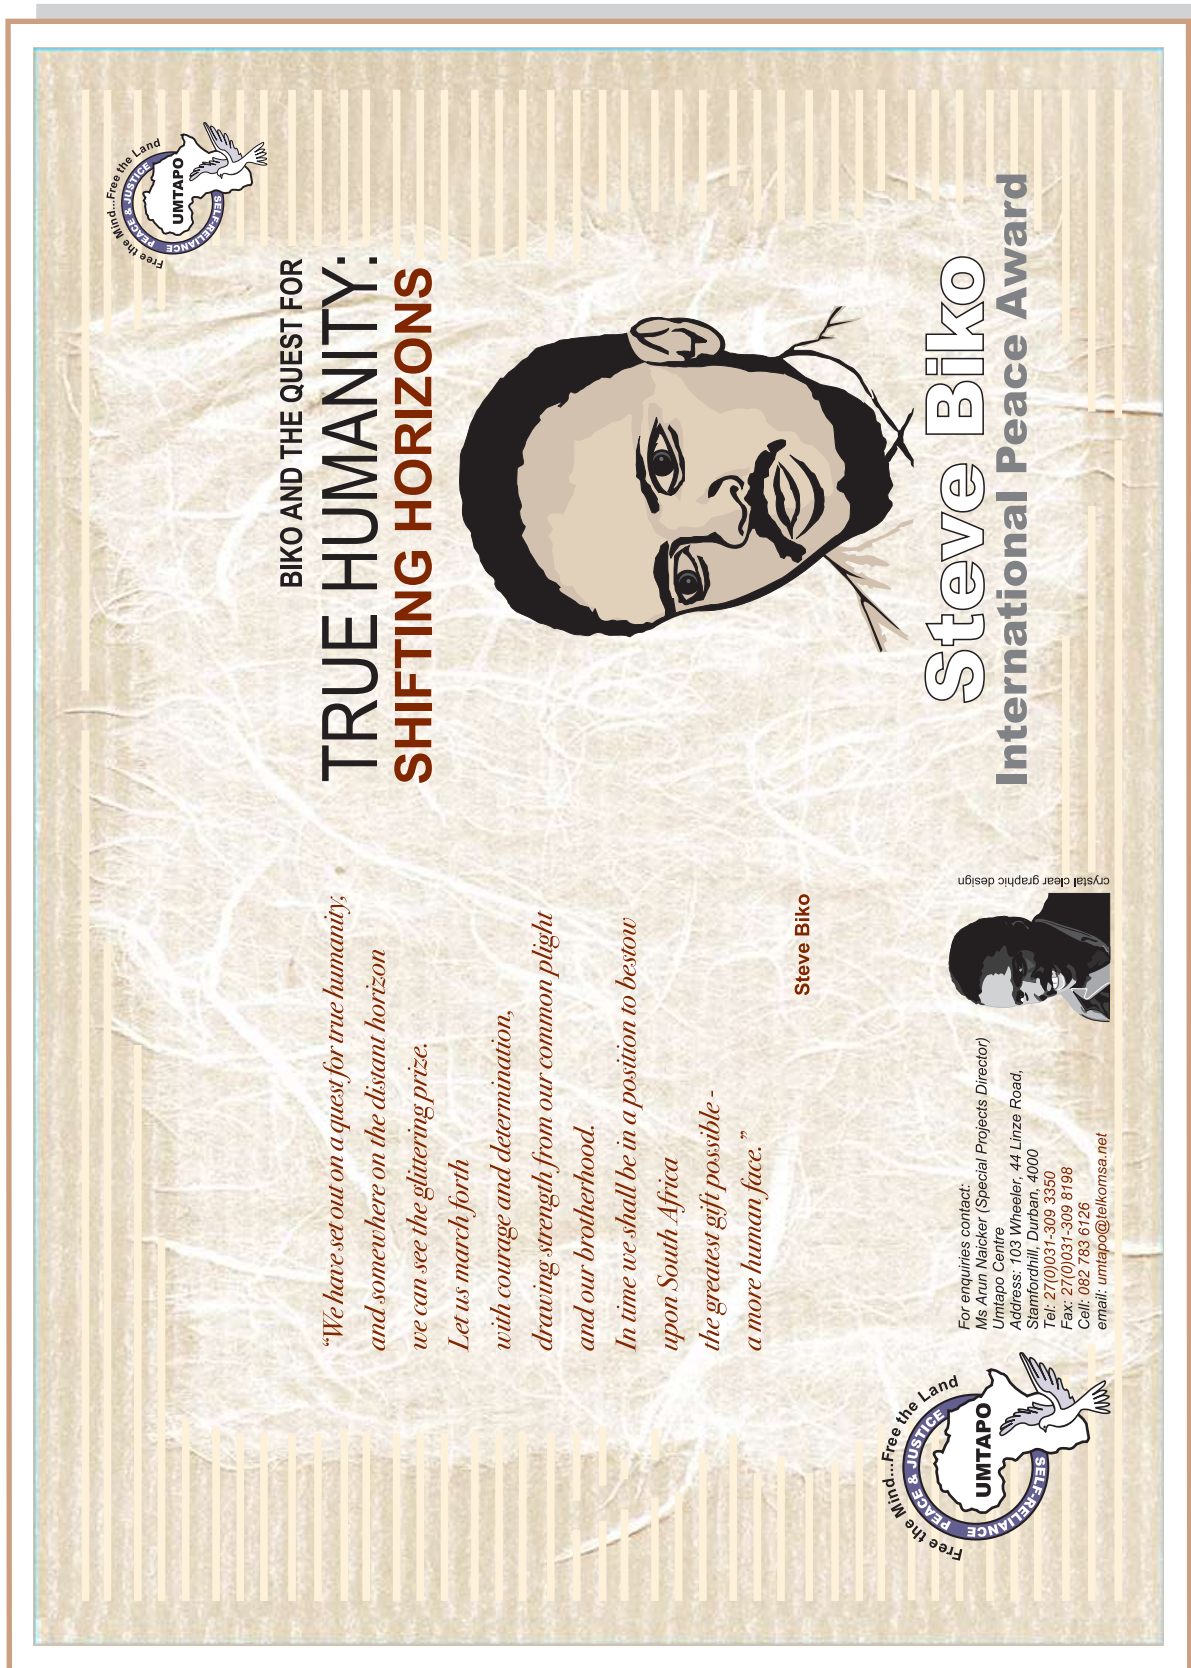 Free the Mind...Free the Land
PEACE & JUSTICE
SELF-RELIANCE
UMTAPO
BIKO AND THE QUEST FOR
TRUE HUMANITY:
SHIFTING HORIZONS
Steve Biko
International Peace Award
“We have set out on a quest for true humanity,
and somewhere on the distant horizon
we can see the glittering prize.
Let us march forth
with courage and determination,
drawing strength from our common plight
and our brotherhood.
In time we shall be in a position to bestow
upon South Africa
the greatest gift possible -
a more human face.”
Steve Biko
Free the Mind...Free the Land
PEACE & JUSTICE
SELF-RELIANCE
UMTAPO
For enquiries contact:
Ms Arun Naicker (Special Projects Director)
Umtapo Centre
Address: 103 Wheeler, 44 Linze Road,
Stamfordhill, Durban, 4000
Tel: 27(0)031-309 3350
Fax: 27(0)031-309 8198
Cell: 082 783 6126
email: umtapo@telkomsa.net
crystal clear graphic design